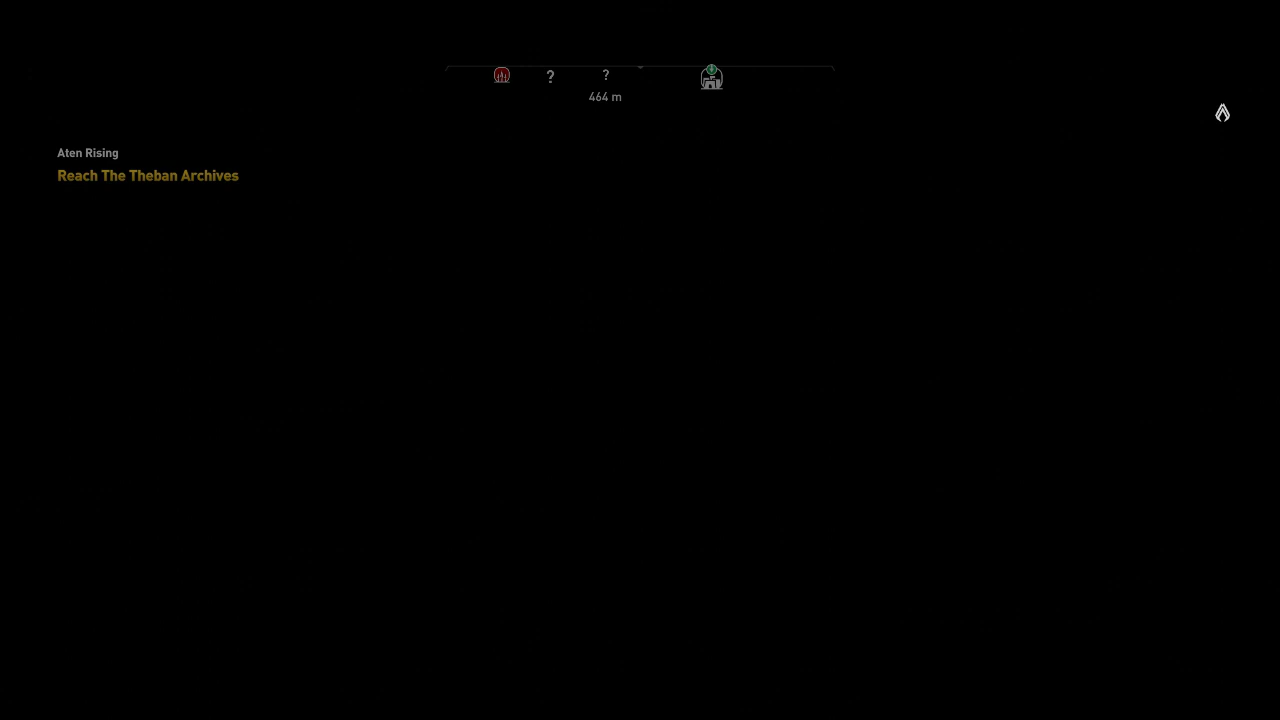 ? ?
464 m
Aten Rising
Reach The Theban Archives